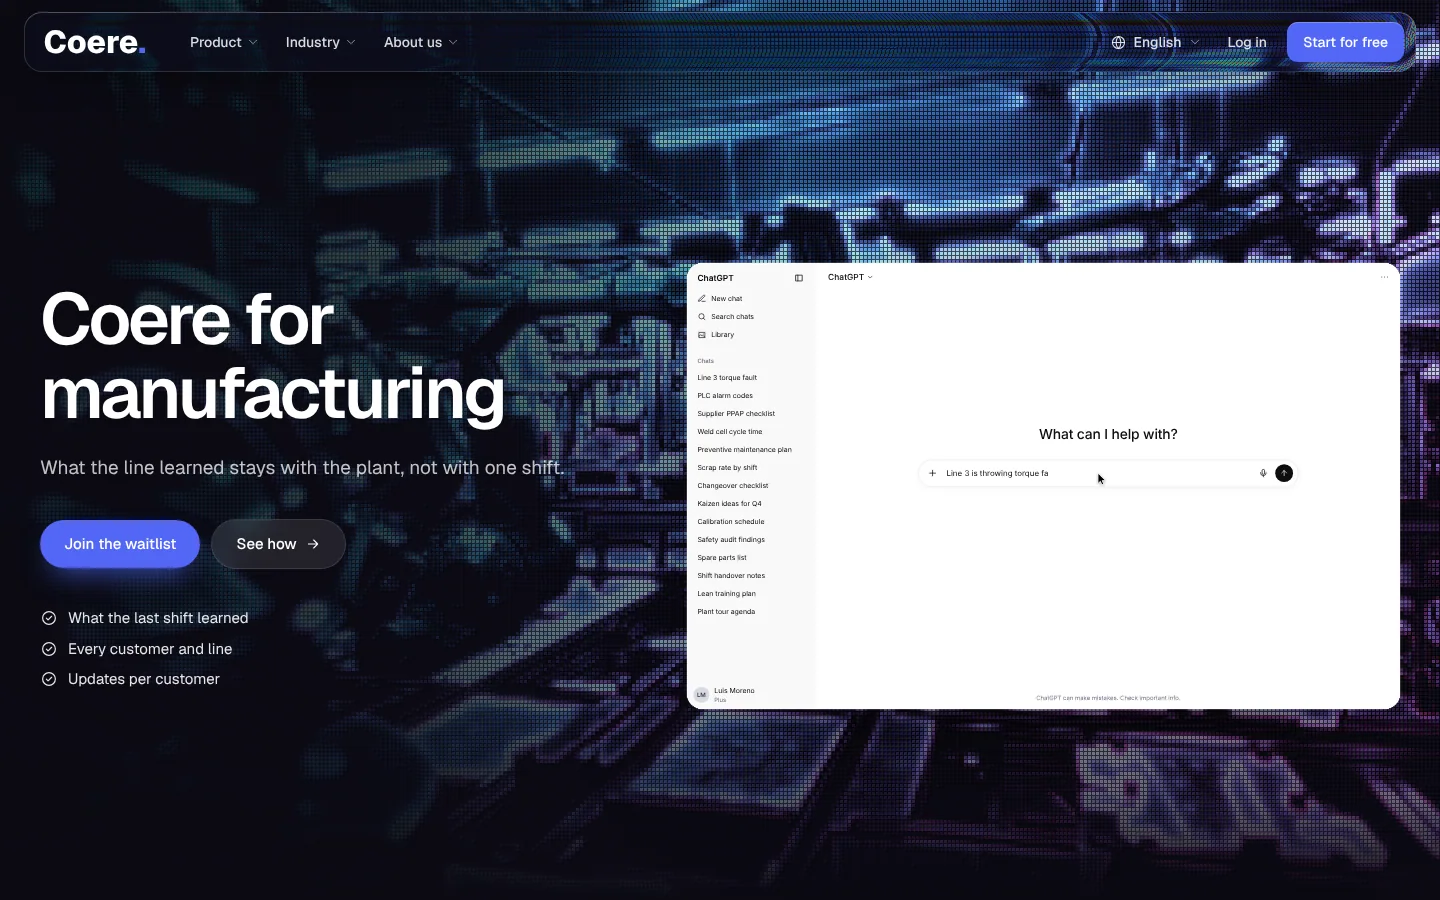 Coere.
Product
Industry
About us
English
Log in
Start for free
Coere for
manufacturing
What the line learned stays with the plant, not with one shift.
Join the waitlist
See how
What the last shift learned
Every customer and line
Updates per customer
ChatGPT
New chat
Search chats
Library
Chats
Line 3 torque fault
PLC alarm codes
Supplier PPAP checklist
Weld cell cycle time
Preventive maintenance plan
Scrap rate by shift
Changeover checklist
Kaizen ideas for Q4
Calibration schedule
Safety audit findings
Spare parts list
Shift handover notes
Lean training plan
Plant tour agenda
LM
Luis Moreno
Plus
ChatGPT
What can I help with?
Line 3 is throwing torque fa
ChatGPT can make mistakes. Check important info.